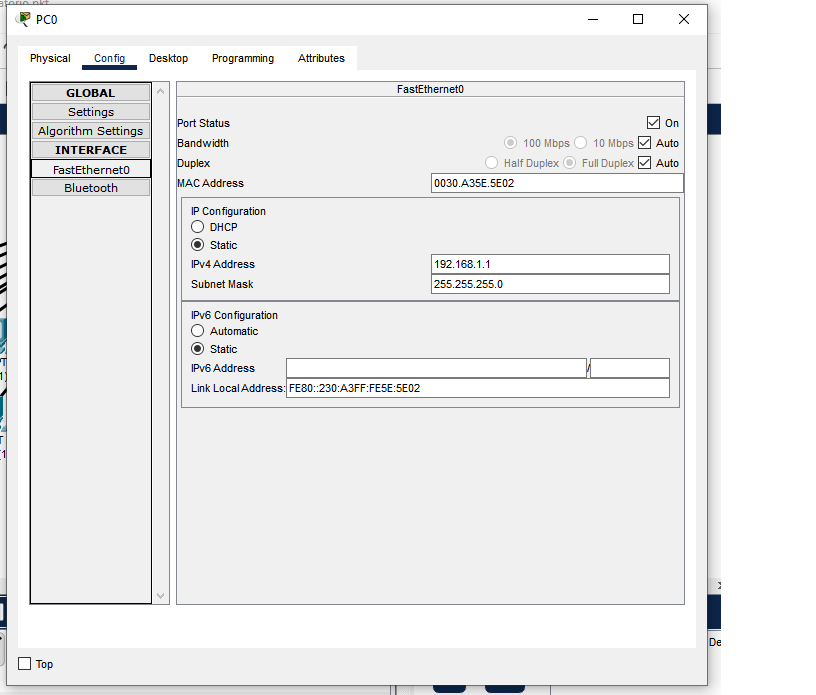 PC0
Physical Config Desktop Programming Attributes
GLOBAL
Settings
Algorithm Settings
INTERFACE
FastEthernet0
Bluetooth
FastEthernet0
Port Status On
Bandwidth 100 Mbps 10 Mbps Auto
Duplex Half Duplex Full Duplex Auto
MAC Address 0030.A35E.5E02
IP Configuration
DHCP
Static
IPv4 Address 192.168.1.1
Subnet Mask 255.255.255.0
IPv6 Configuration
Automatic
Static
IPv6 Address /
Link Local Address: FE80::230:A3FF:FE5E:5E02
Top
De